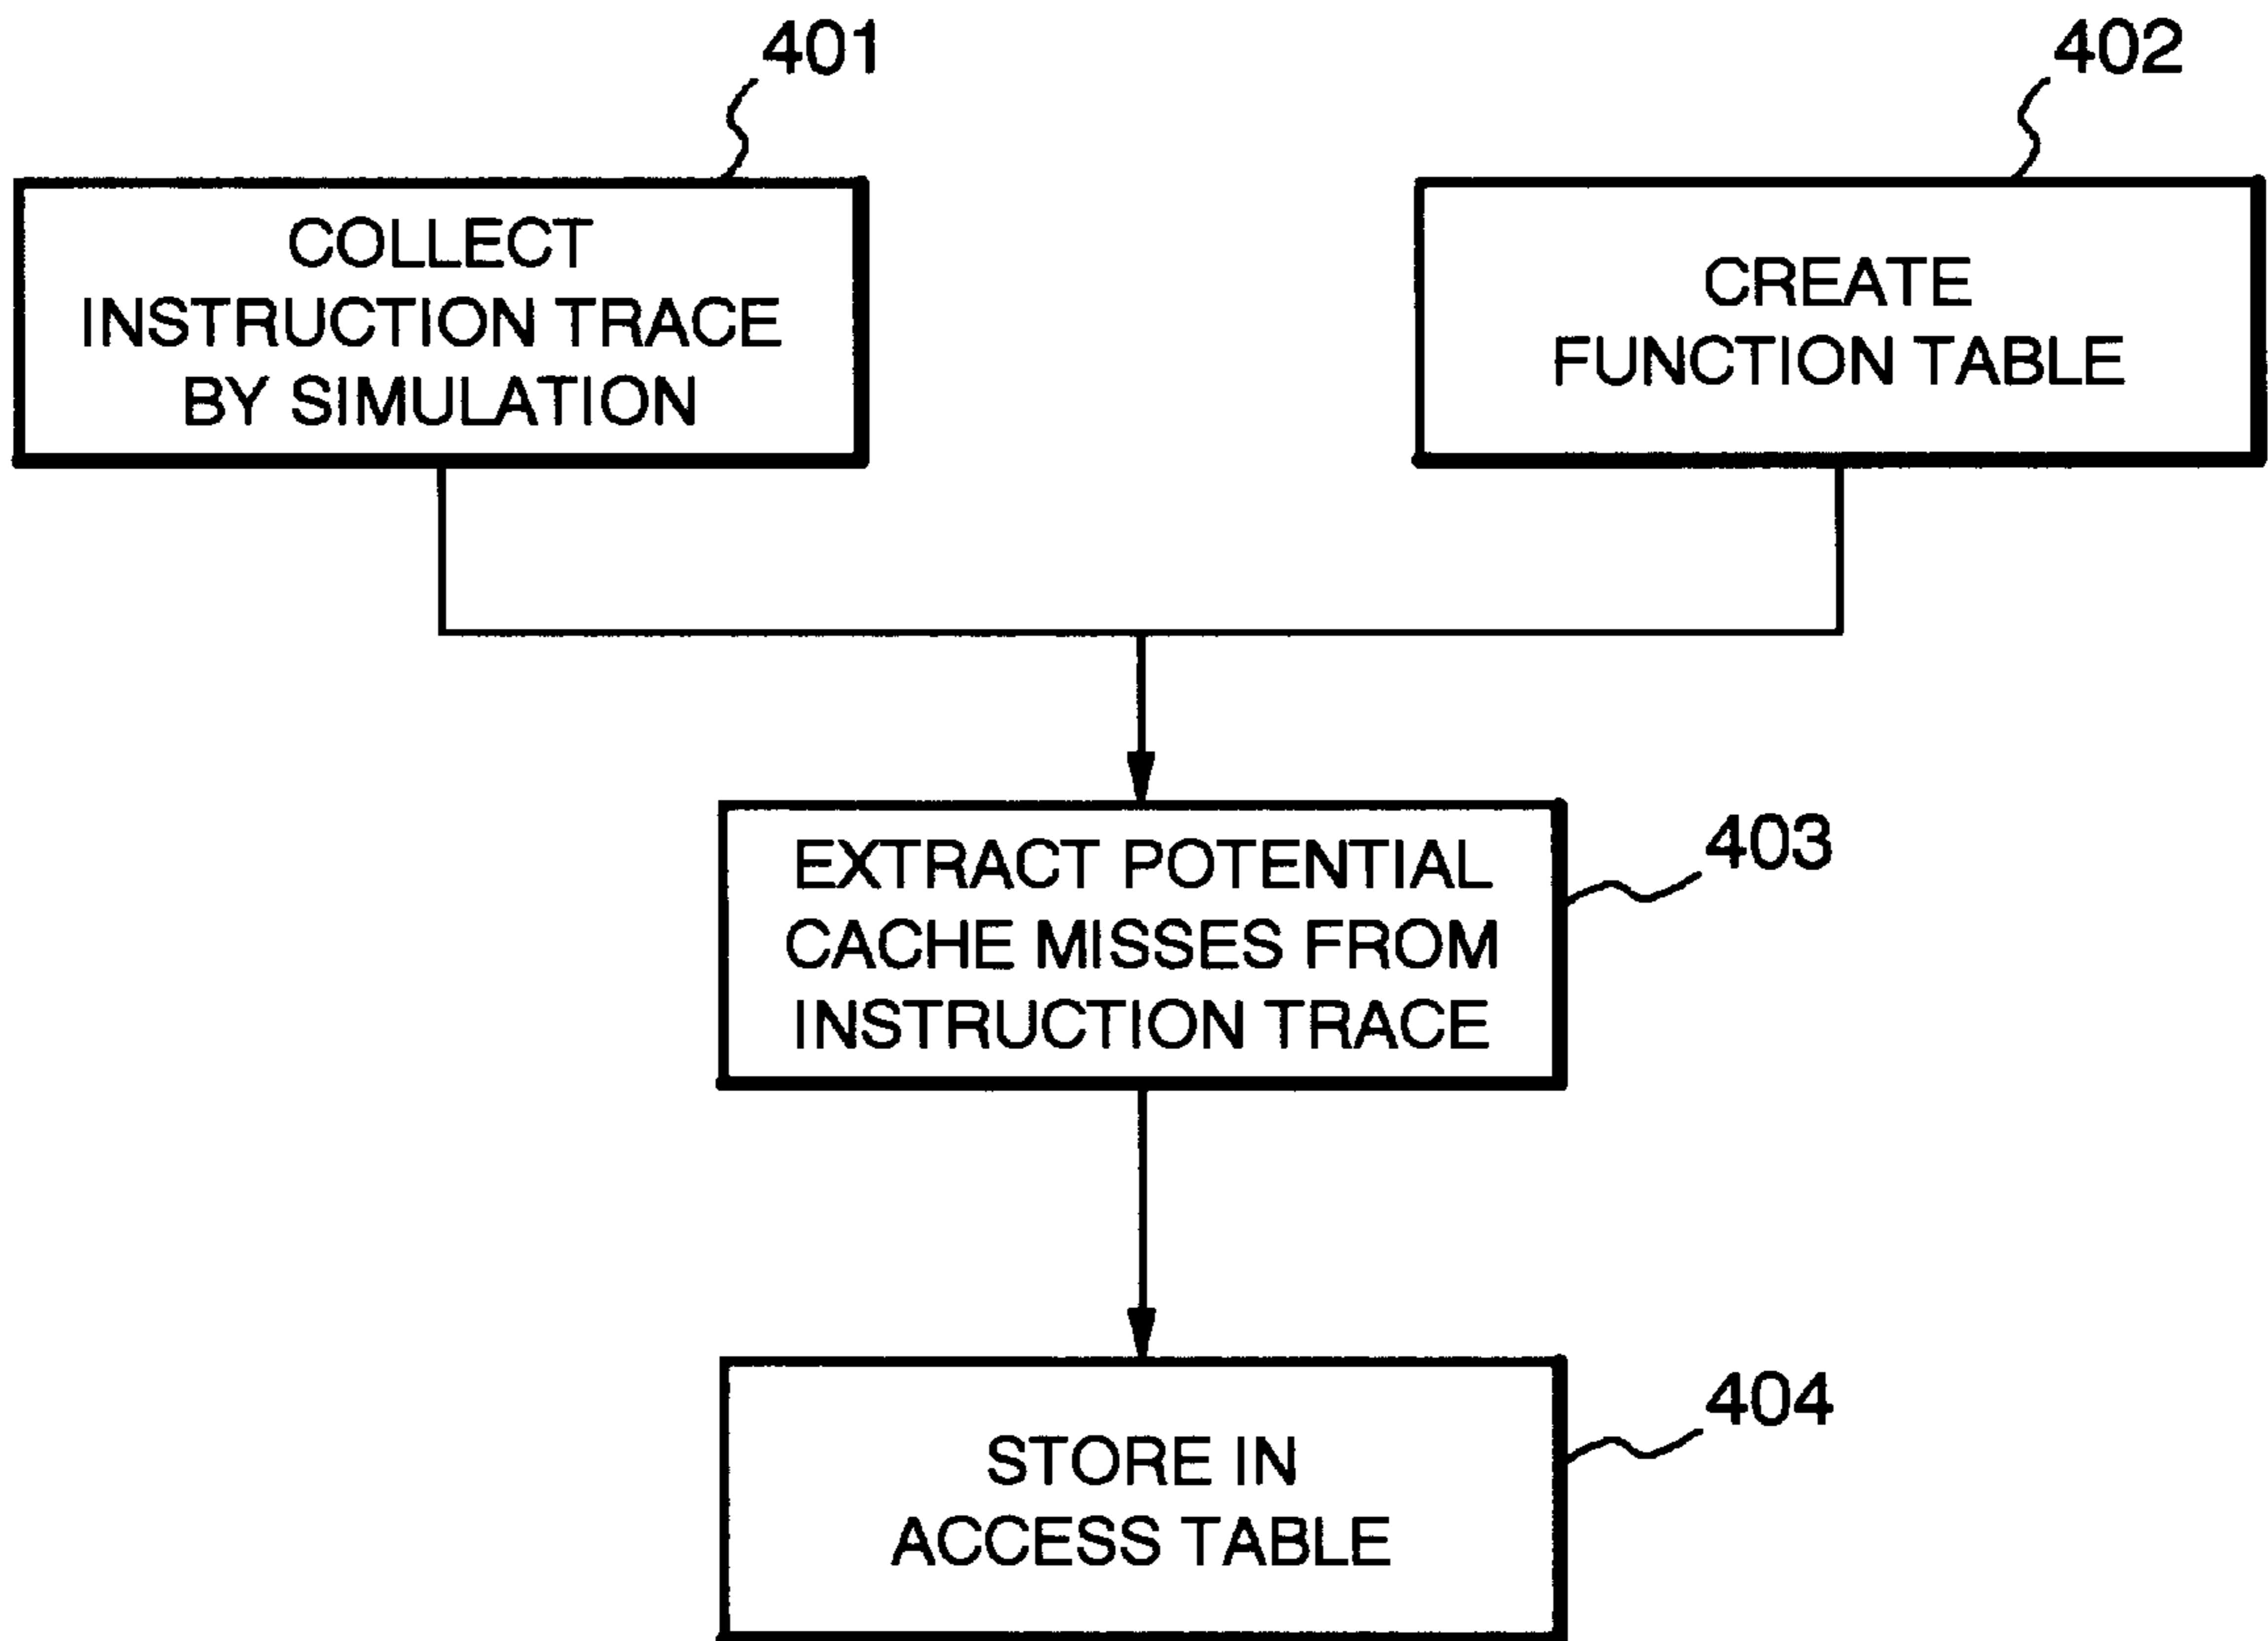 401
402
COLLECT
INSTRUCTION TRACE
BY SIMULATION
CREATE
FUNCTION TABLE
EXTRACT POTENTIAL
CACHE MISSES FROM
INSTRUCTION TRACE
403
STORE IN
ACCESS TABLE
404